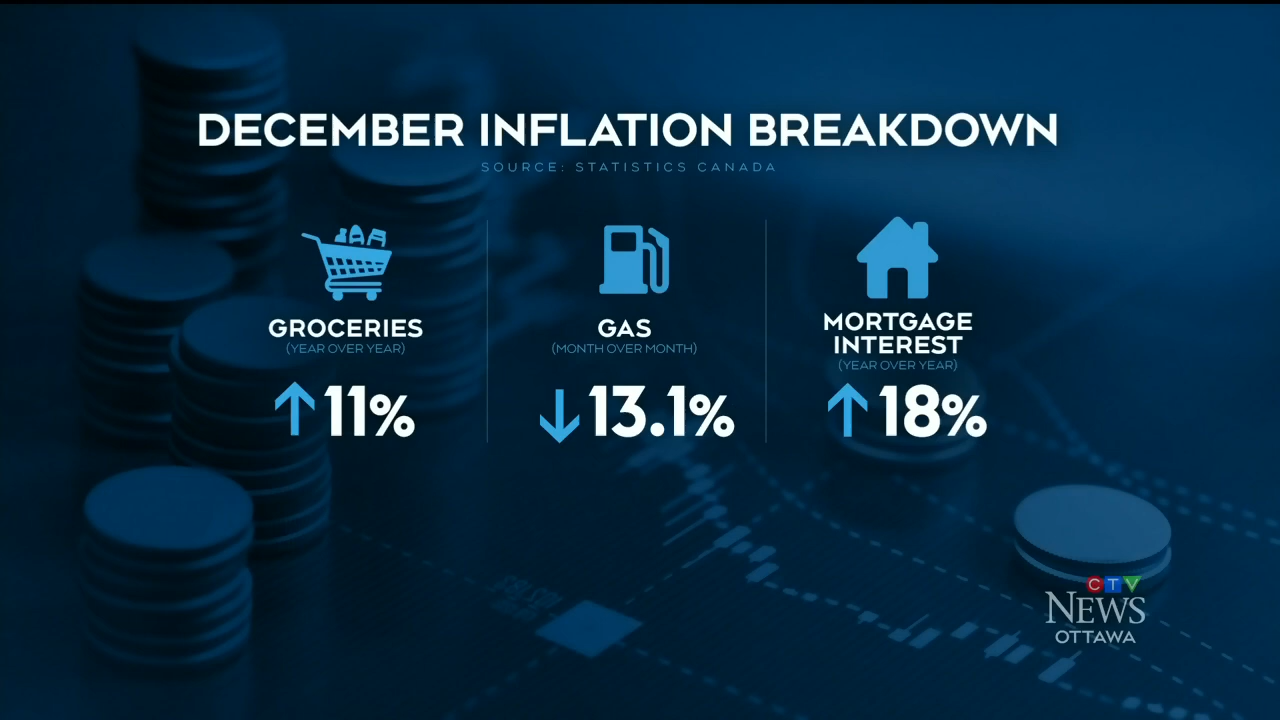 DECEMBER INFLATION BREAKDOWN
SOURCE: STATISTICS CANADA
GROCERIES
(YEAR OVER YEAR)
11%
GAS
(MONTH OVER MONTH)
13.1%
MORTGAGE
INTEREST
(YEAR OVER YEAR)
18%
CTV
NEWS
OTTAWA